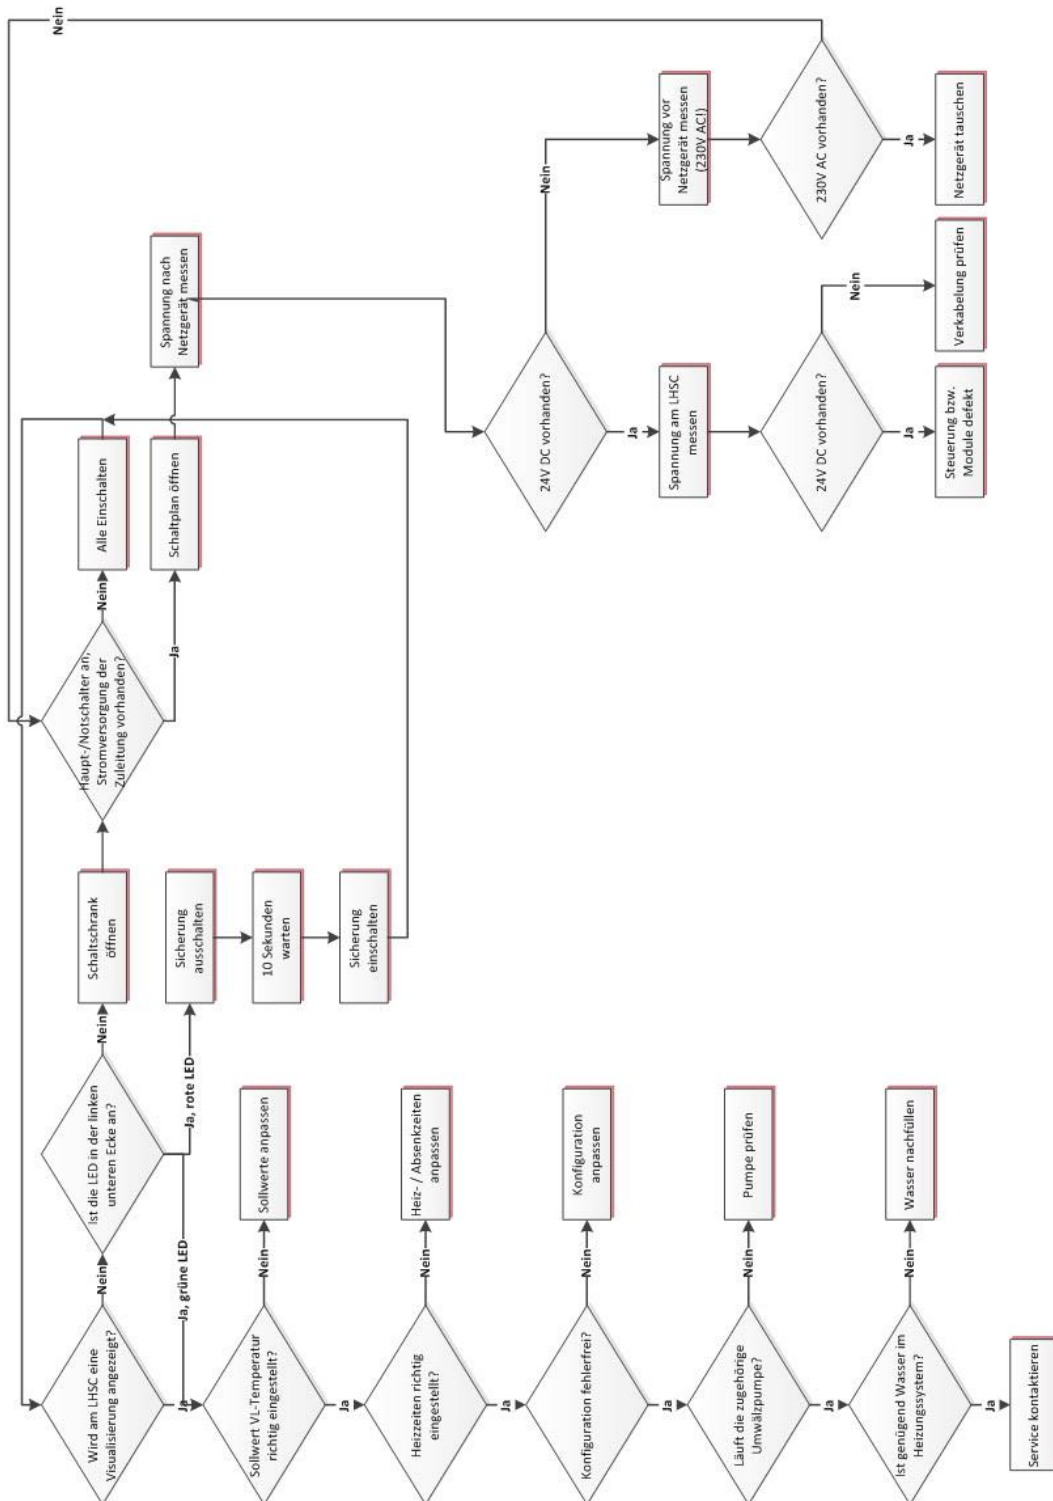 Wird am LHSC eine
Visualisierung angezeigt?
Nein
Ja
Ist die LED in der linken
unteren Ecke an?
Nein
Ja, grüne LED
Ja, rote LED
Schaltschrank
öffnen
Haupt-/Notschalter an,
Stromversorgung der
Zuleitung vorhanden?
Nein
Ja
Alle Einschalten
Schaltplan öffnen
Spannung nach
Netzgerät messen
Sicherung
ausschalten
10 Sekunden
warten
Sicherung
einschalten
Sollwert VL-Temperatur
richtig eingestellt?
Nein
Ja
Sollwerte anpassen
Heizzeiten richtig
eingestellt?
Nein
Ja
Heiz- / Absenkzeiten
anpassen
Konfiguration fehlerfrei?
Nein
Ja
Konfiguration
anpassen
Läuft die zugehörige
Umwälzpumpe?
Nein
Ja
Pumpe prüfen
Ist genügend Wasser im
Heizungssystem?
Nein
Ja
Wasser nachfüllen
Service kontaktieren
24V DC vorhanden?
Nein
Ja
Spannung am LHSC
messen
Spannung vor
Netzgerät messen
(230V AC!)
24V DC vorhanden?
Nein
Ja
Steuerung bzw.
Module defekt
Verkabelung prüfen
230V AC vorhanden?
Nein
Ja
Netzgerät tauschen